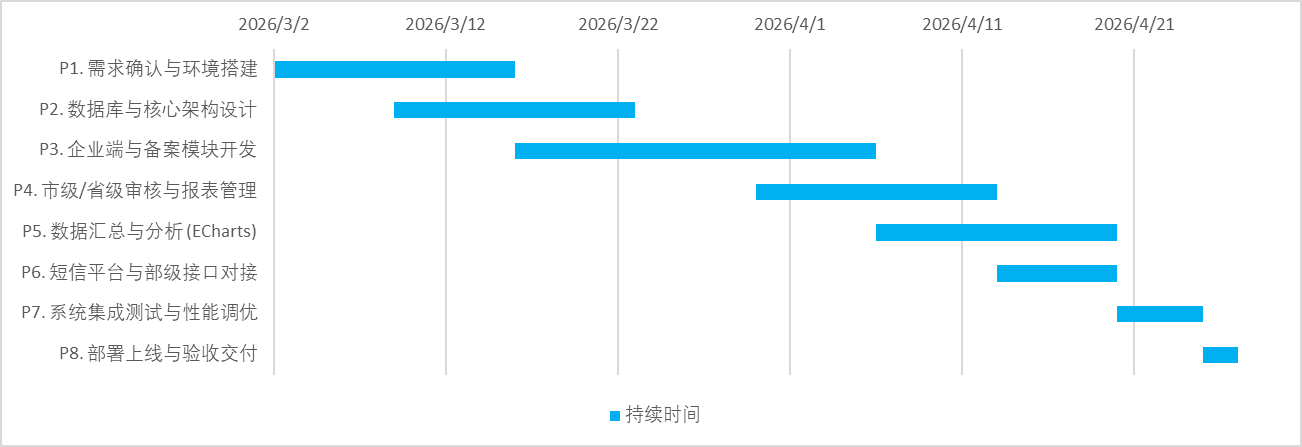 2026/3/2 2026/3/12 2026/3/22 2026/4/1 2026/4/11 2026/4/21
P1. 需求确认与环境搭建
P2. 数据库与核心架构设计
P3. 企业端与备案模块开发
P4. 市级/省级审核与报表管理
P5. 数据汇总与分析(ECharts)
P6. 短信平台与部级接口对接
P7. 系统集成测试与性能调优
P8. 部署上线与验收交付
持续时间